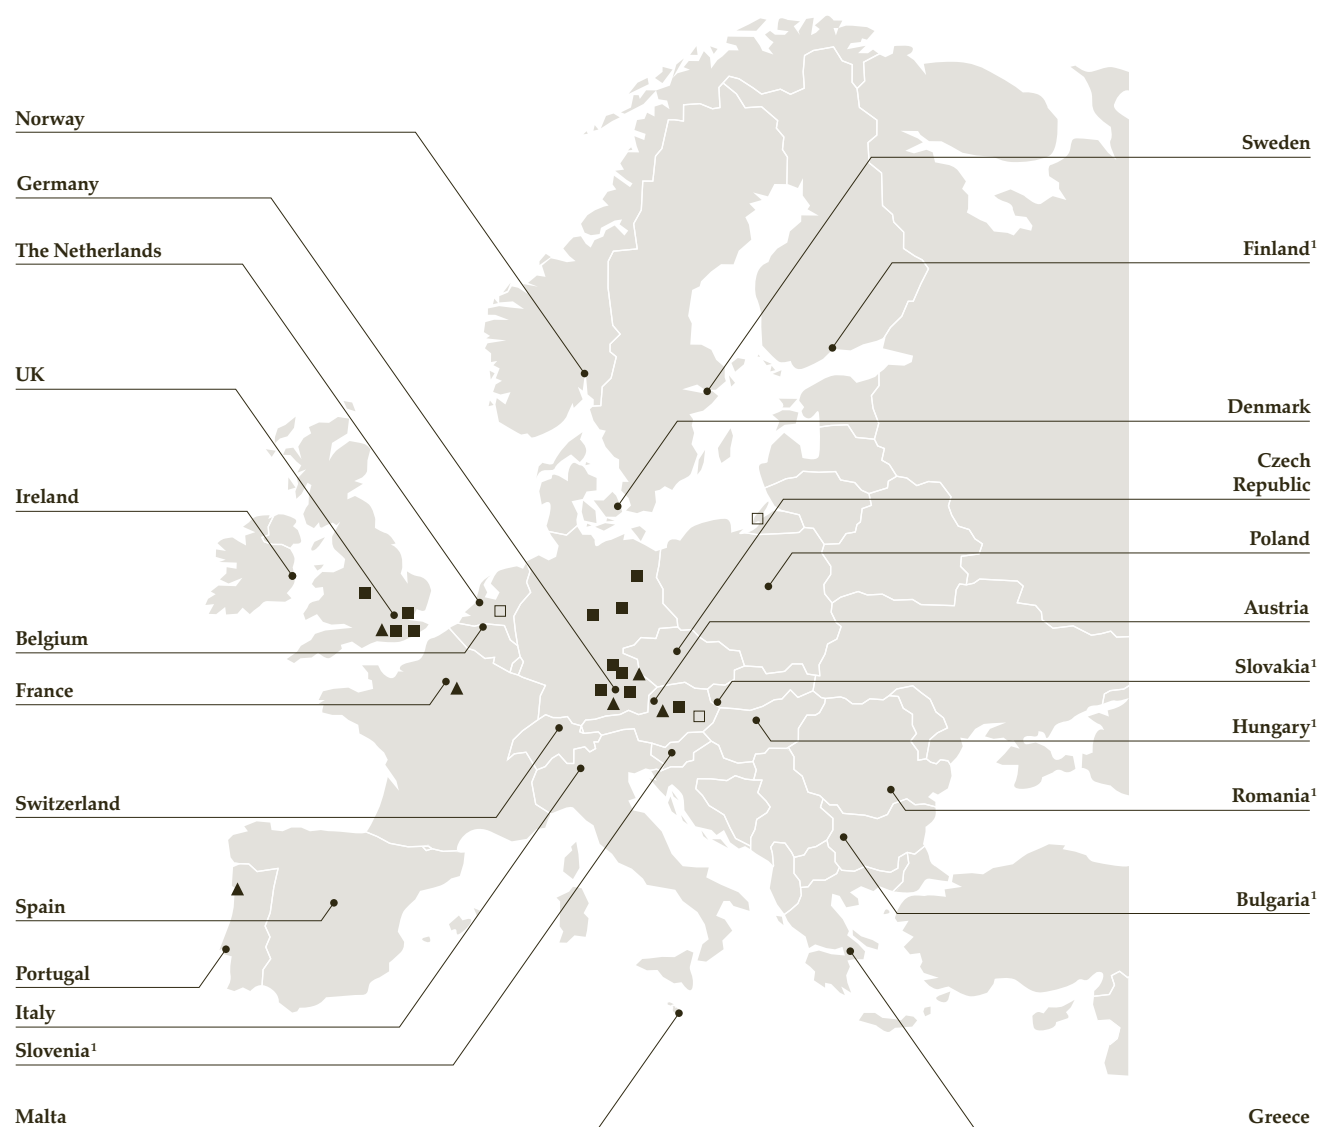 Norway
Germany
The Netherlands
UK
Ireland
Belgium
France
Switzerland
Spain
Portugal
Italy
Slovenia¹
Malta
Sweden
Finland¹
Denmark
Czech
Republic
Poland
Austria
Slovakia¹
Hungary¹
Romania¹
Bulgaria¹
Greece